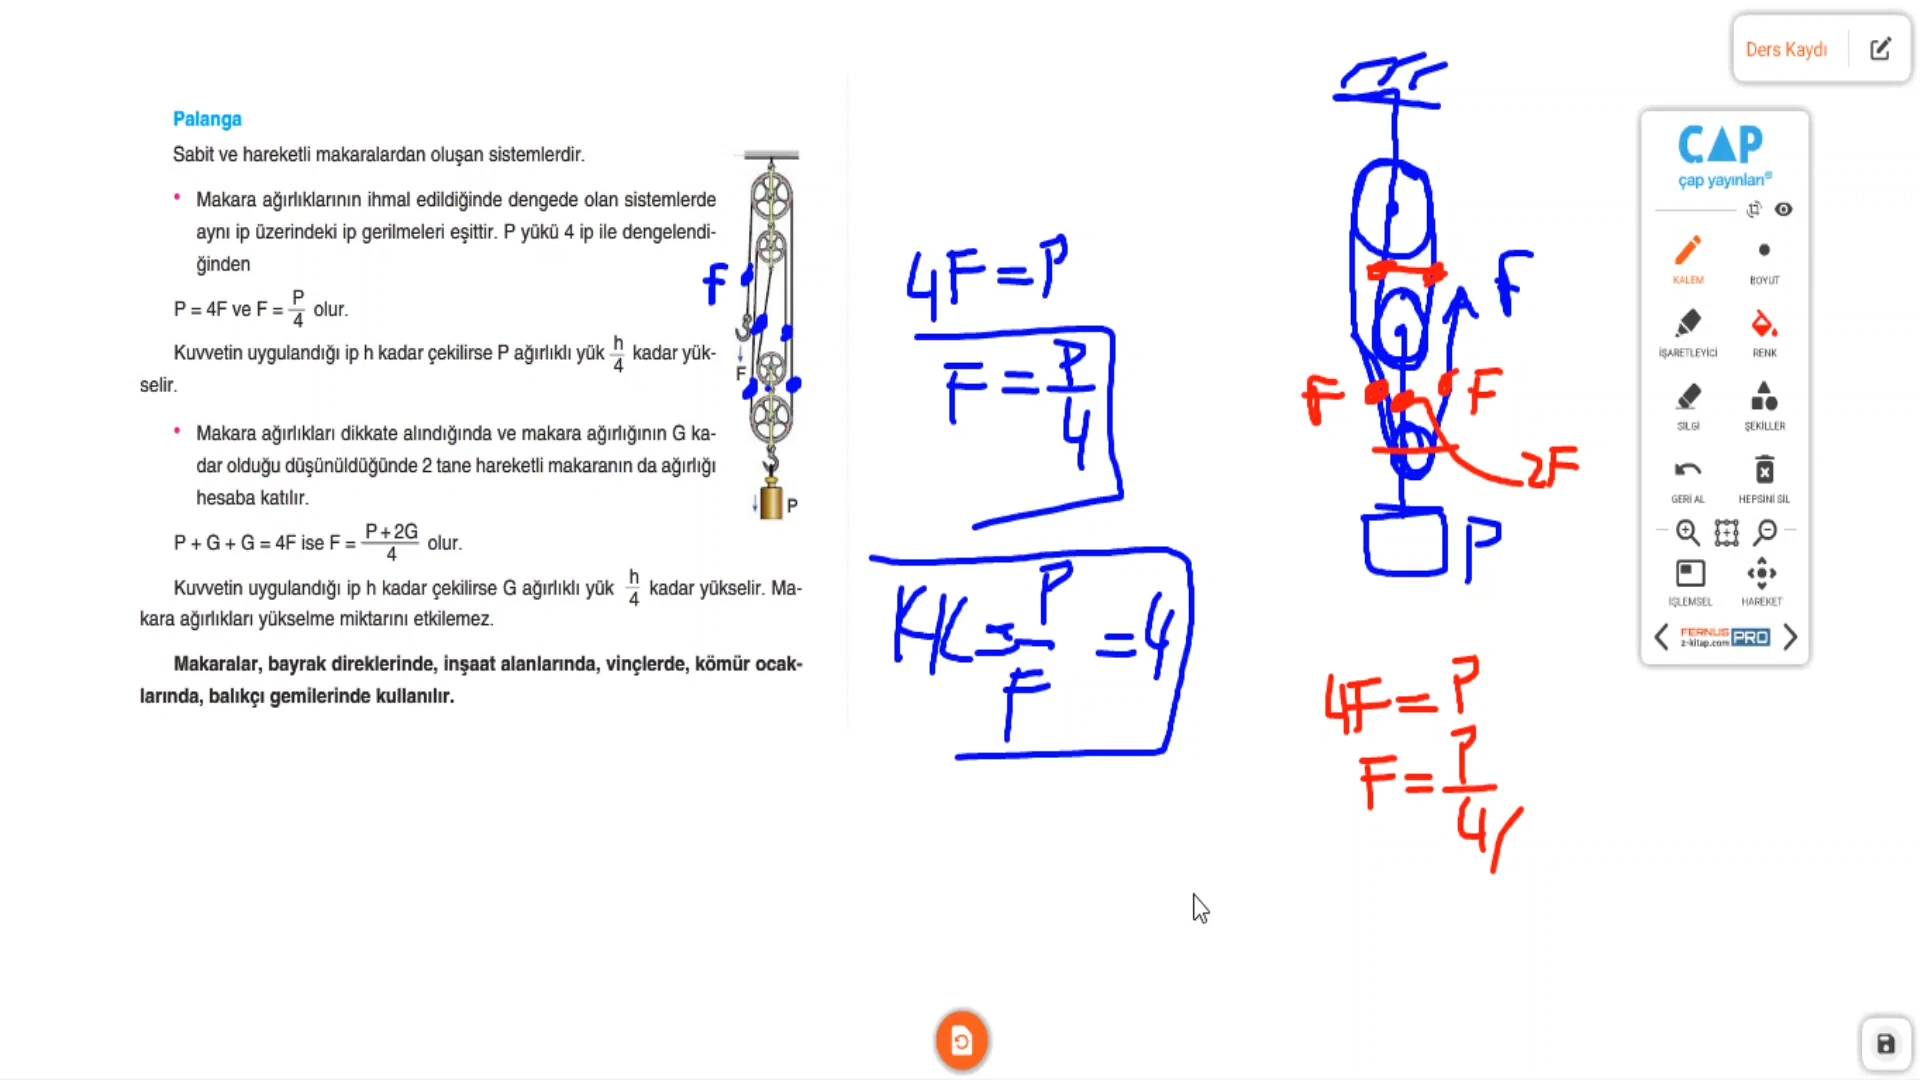 Palanga
Sabit ve hareketli makaralardan oluşan sistemlerdir.
• Makara ağırlıklarının ihmal edildiğinde dengede olan sistemlerde
aynı ip üzerindeki ip gerilmeleri eşittir. P yükü 4 ip ile dengelendi-
ğinden
P = 4F ve F = P/4 olur.
Kuvvetin uygulandığı ip h kadar çekilirse P ağırlıklı yük h/4 kadar yük-
selir.
• Makara ağırlıkları dikkate alındığında ve makara ağırlığının G ka-
dar olduğu düşünüldüğünde 2 tane hareketli makaranın da ağırlığı
hesaba katılır.
P + G + G = 4F ise F = P+2G/4 olur.
Kuvvetin uygulandığı ip h kadar çekilirse G ağırlıklı yük h/4 kadar yükselir. Ma-
kara ağırlıkları yükselme miktarını etkilemez.
Makaralar, bayrak direklerinde, inşaat alanlarında, vinçlerde, kömür ocak-
larında, balıkçı gemilerinde kullanılır.
F
F
P
4F = P
F = P/4
KK = P/F = 4
F
F
F
2F
P
4F = P
F = P/4
Ders Kaydı
ÇAP
çap yayınları®
KALEM
BOYUT
İŞARETLEYİCİ
RENK
SİLGİ
ŞEKİLLER
GERİ AL
HEPSİNİ SİL
İŞLEMSEL
HAREKET
FERNUS PRO
z-kitap.com